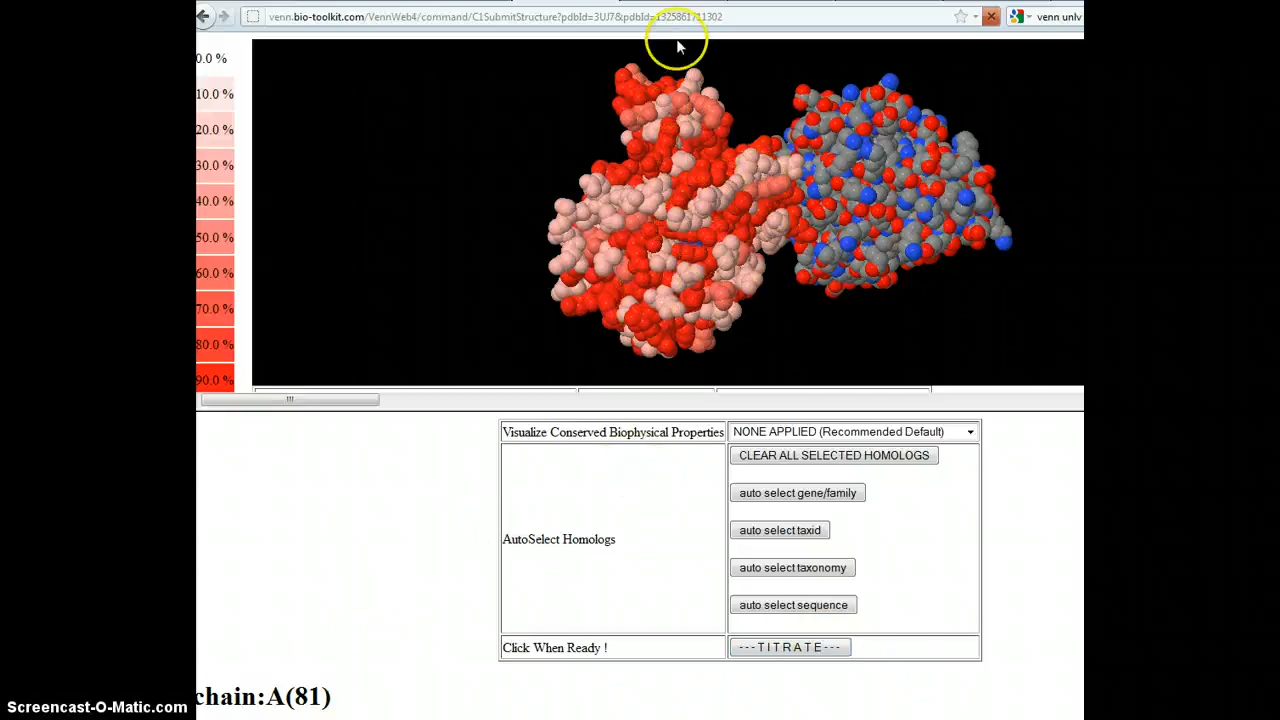 venn.bio-toolkit.com/VennWeb4/command/C1SubmitStructure?pdbId=3UJ7&pdbId=1325861711302
venn unlv
0.0 %
10.0 %
20.0 %
30.0 %
40.0 %
50.0 %
60.0 %
70.0 %
80.0 %
90.0 %
Visualize Conserved Biophysical Properties
NONE APPLIED (Recommended Default)
CLEAR ALL SELECTED HOMOLOGS
auto select gene/family
AutoSelect Homologs
auto select taxid
auto select taxonomy
auto select sequence
Click When Ready !
---T I T R A T E---
chain:A(81)
Screencast-O-Matic.com